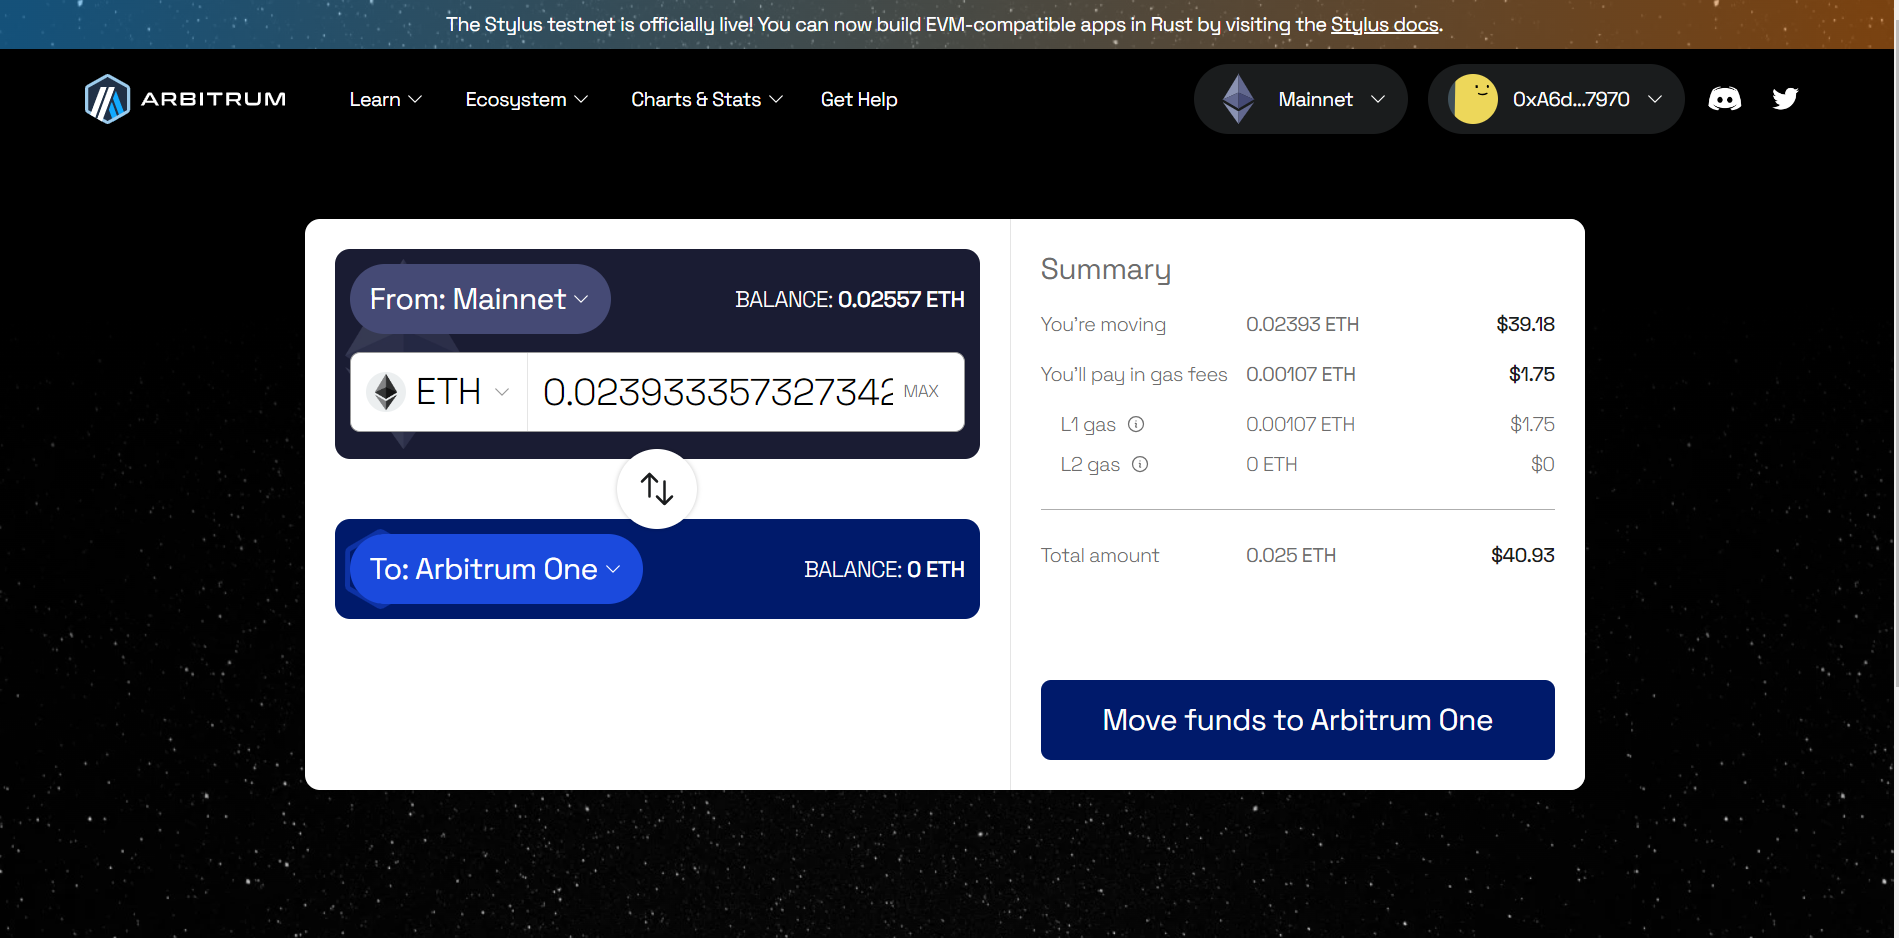 The Stylus testnet is officially live! You can now build EVM-compatible apps in Rust by visiting the Stylus docs.
ARBITRUM Learn Ecosystem Charts & Stats Get Help Mainnet 0xA6d...7970
From: Mainnet BALANCE: 0.02557 ETH
ETH 0.023933357327342 MAX
To: Arbitrum One BALANCE: 0 ETH
Summary
You're moving 0.02393 ETH $39.18
You'll pay in gas fees 0.00107 ETH $1.75
L1 gas 0.00107 ETH $1.75
L2 gas 0 ETH $0
Total amount 0.025 ETH $40.93
Move funds to Arbitrum One